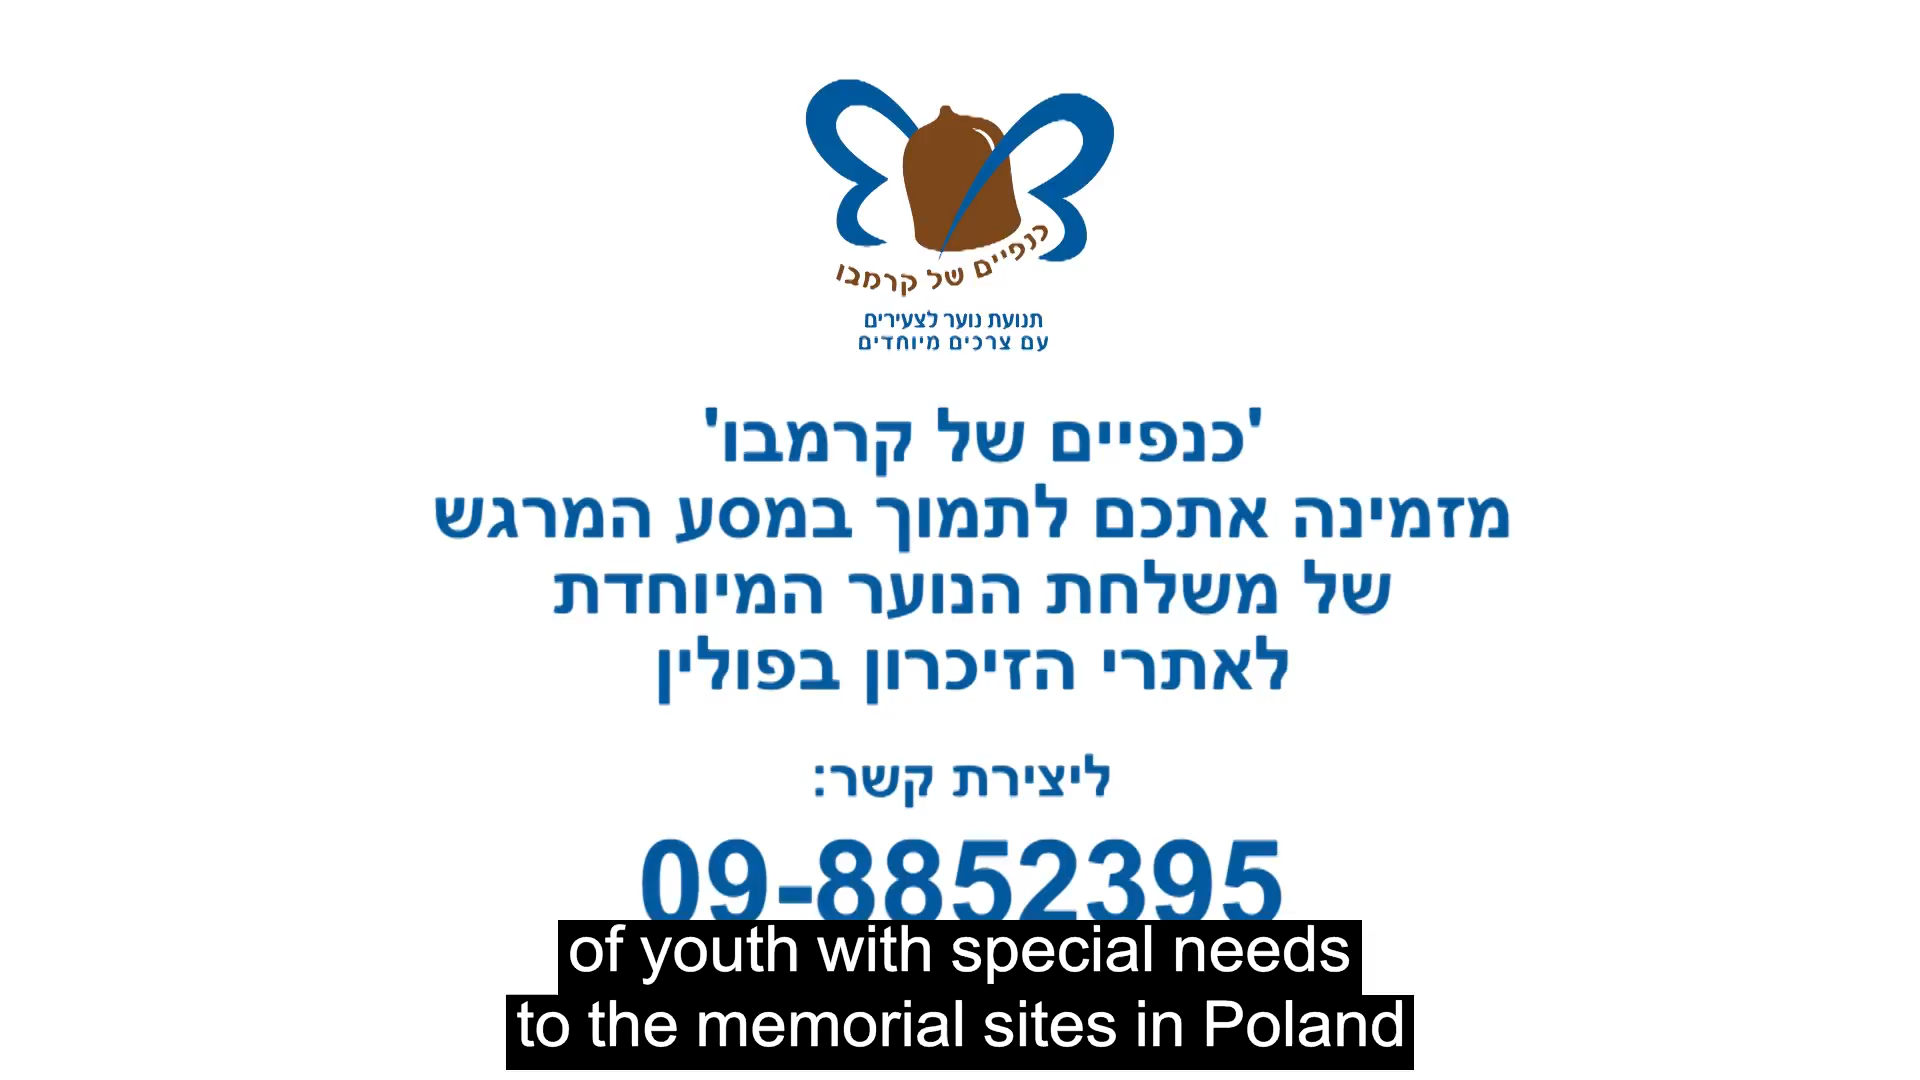 כנפיים של קרמבו
תנועת נוער לצעירים
עם צרכים מיוחדים
'כנפיים של קרמבו'
מזמינה אתכם לתמוך במסע המרגש
של משלחת הנוער המיוחדת
לאתרי הזיכרון בפולין
ליצירת קשר:
09-8852395
of youth with special needs
to the memorial sites in Poland